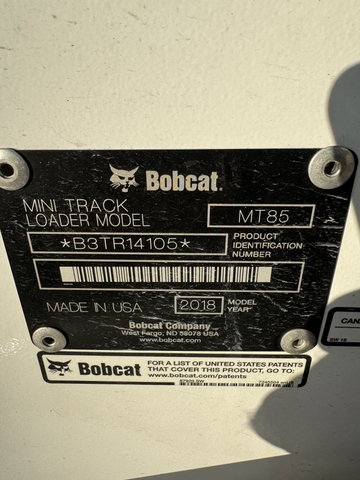 Bobcat
MINI TRACK
LOADER MODEL
MT85
*B3TR14105*
PRODUCT
IDENTIFICATION
NUMBER
MADE IN USA
2018
MODEL
YEAR
Bobcat Company
West Fargo, ND 58078 USA
www.bobcat.com
Bobcat
FOR A LIST OF UNITED STATES PATENTS
THAT COVER THIS PRODUCT, GO TO:
www.bobcat.com/patents
CAN